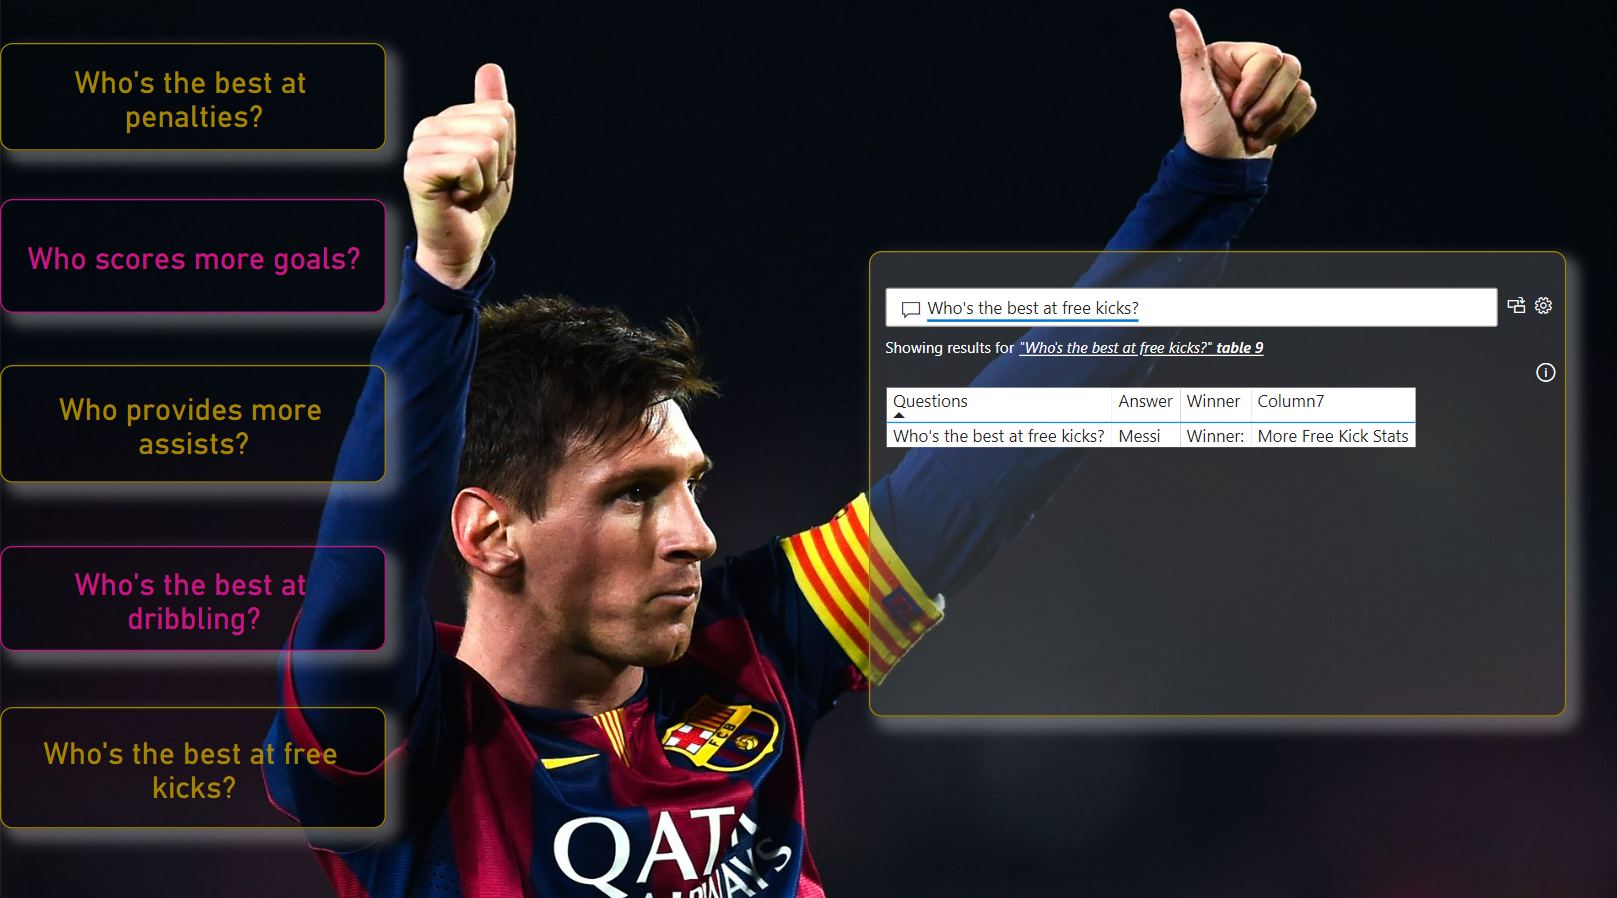 Who's the best at
penalties?
Who scores more goals?
Who provides more
assists?
Who's the best at
dribbling?
Who's the best at free
kicks?
Who's the best at free kicks?
Showing results for "Who's the best at free kicks?" table 9
Questions Answer Winner Column7
Who's the best at free kicks? Messi Winner: More Free Kick Stats
FCB
QATAR
AIRWAYS